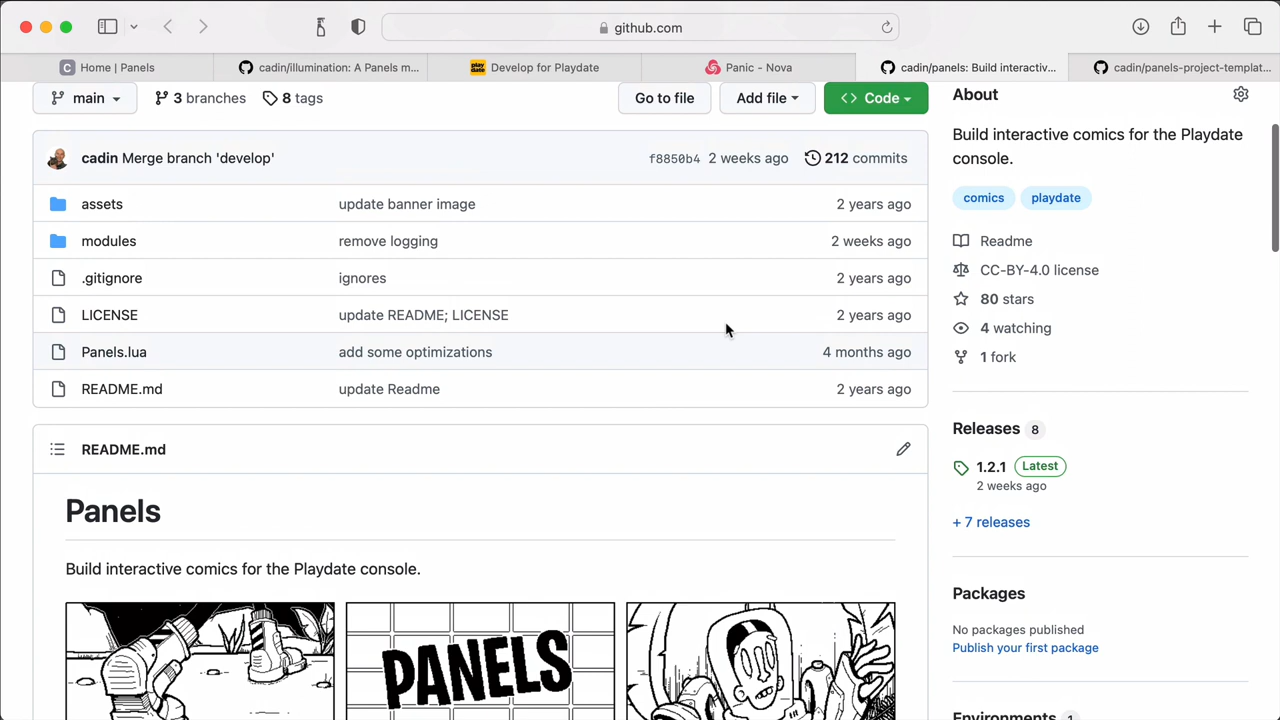 github.com
Home | Panels
cadin/illumination: A Panels m...
play date
Develop for Playdate
Panic - Nova
cadin/panels: Build interactiv...
cadin/panels-project-templat...
main
3 branches
8 tags
Go to file
Add file
Code
cadin Merge branch 'develop'
f8850b4 2 weeks ago
212 commits
assets
update banner image
2 years ago
modules
remove logging
2 weeks ago
.gitignore
ignores
2 years ago
LICENSE
update README; LICENSE
2 years ago
Panels.lua
add some optimizations
4 months ago
README.md
update Readme
2 years ago
README.md
Panels
Build interactive comics for the Playdate console.
PANELS
About
Build interactive comics for the Playdate
console.
comics
playdate
Readme
CC-BY-4.0 license
80 stars
4 watching
1 fork
Releases 8
1.2.1 Latest
2 weeks ago
+ 7 releases
Packages
No packages published
Publish your first package
Environments 1